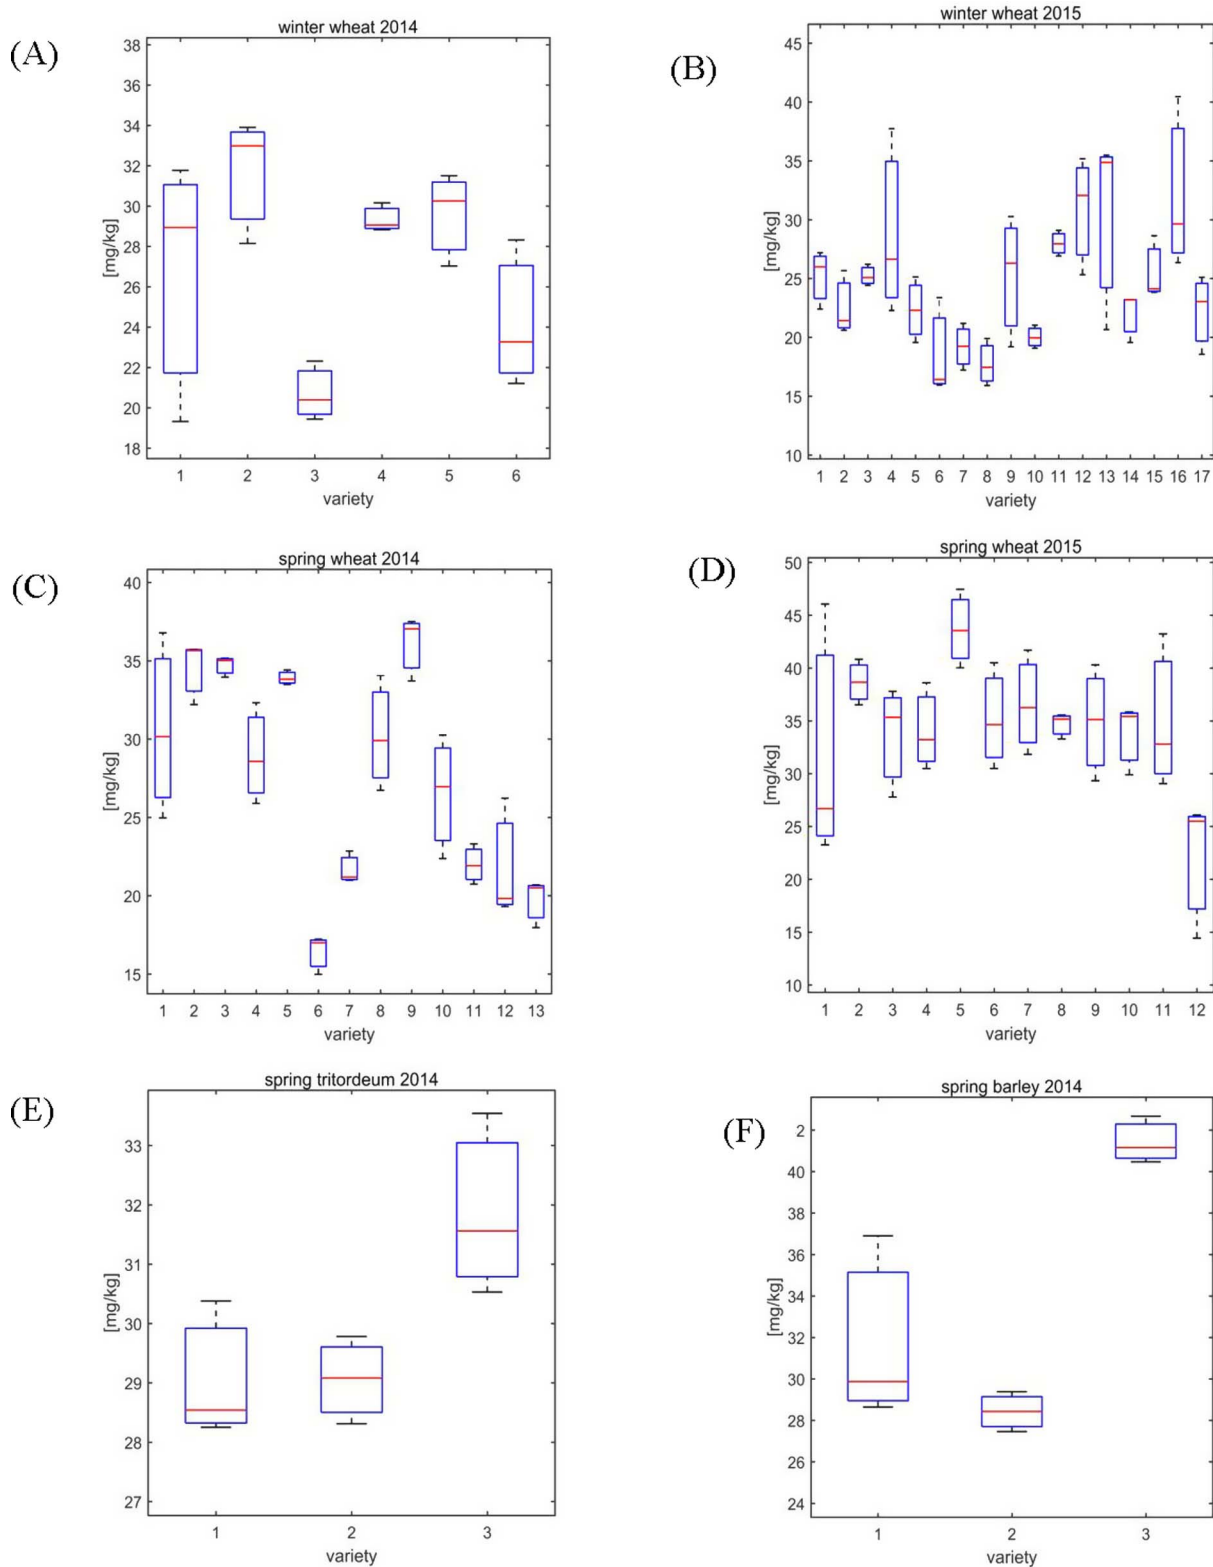 (A)
winter wheat 2014
38
36
34
32
30
28
26
24
22
20
18
[mg/kg]
1 2 3 4 5 6
variety
(B)
winter wheat 2015
45
40
35
30
25
20
15
10
[mg/kg]
1 2 3 4 5 6 7 8 9 10 11 12 13 14 15 16 17
variety
(C)
spring wheat 2014
40
35
30
25
20
15
[mg/kg]
1 2 3 4 5 6 7 8 9 10 11 12 13
variety
(D)
spring wheat 2015
50
45
40
35
30
25
20
15
10
[mg/kg]
1 2 3 4 5 6 7 8 9 10 11 12
variety
(E)
spring tritordeum 2014
33
32
31
30
29
28
27
[mg/kg]
1 2 3
variety
(F)
spring barley 2014
2
40
38
36
34
32
30
28
26
24
[mg/kg]
1 2 3
variety